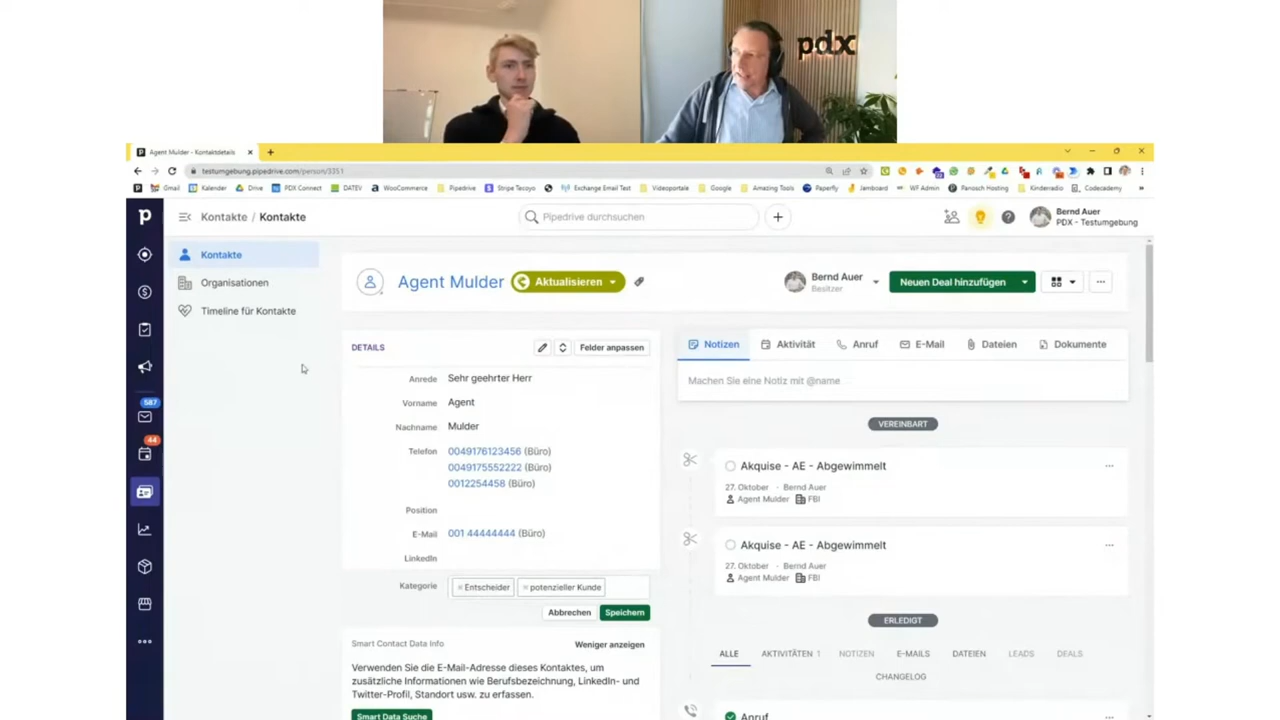 pdx
Agent Mulder - Kontaktdetails
testumgebung.pipedrive.com/person/3351
Gmail Kalender Drive PDX Connect DATEV WooCommerce Pipedrive Stripe Tacoyo Exchange Email Test Videoportale Google Amazing Tools Paperfly Jamboard WF Admin Panosch Hosting Kinderradio Codecademy
Kontakte / Kontakte
Pipedrive durchsuchen
Bernd Auer
PDX - Testumgebung
Kontakte
Organisationen
Timeline für Kontakte
587
44
Agent Mulder
Aktualisieren
Bernd Auer
Besitzer
Neuen Deal hinzufügen
DETAILS
Felder anpassen
Anrede Sehr geehrter Herr
Vorname Agent
Nachname Mulder
Telefon 0049176123456 (Büro)
0049175552222 (Büro)
0012254458 (Büro)
Position
E-Mail 001 44444444 (Büro)
LinkedIn
Kategorie × Entscheider × potenzieller Kunde
Abbrechen Speichern
Smart Contact Data Info Weniger anzeigen
Verwenden Sie die E-Mail-Adresse dieses Kontaktes, um
zusätzliche Informationen wie Berufsbezeichnung, LinkedIn- und
Twitter-Profil, Standort usw. zu erfassen.
Smart Data Suche
Notizen Aktivität Anruf E-Mail Dateien Dokumente
Machen Sie eine Notiz mit @name
VEREINBART
Akquise - AE - Abgewimmelt
27. Oktober · Bernd Auer
Agent Mulder FBI
Akquise - AE - Abgewimmelt
27. Oktober · Bernd Auer
Agent Mulder FBI
ERLEDIGT
ALLE AKTIVITÄTEN 1 NOTIZEN E-MAILS DATEIEN LEADS DEALS
CHANGELOG
Anruf